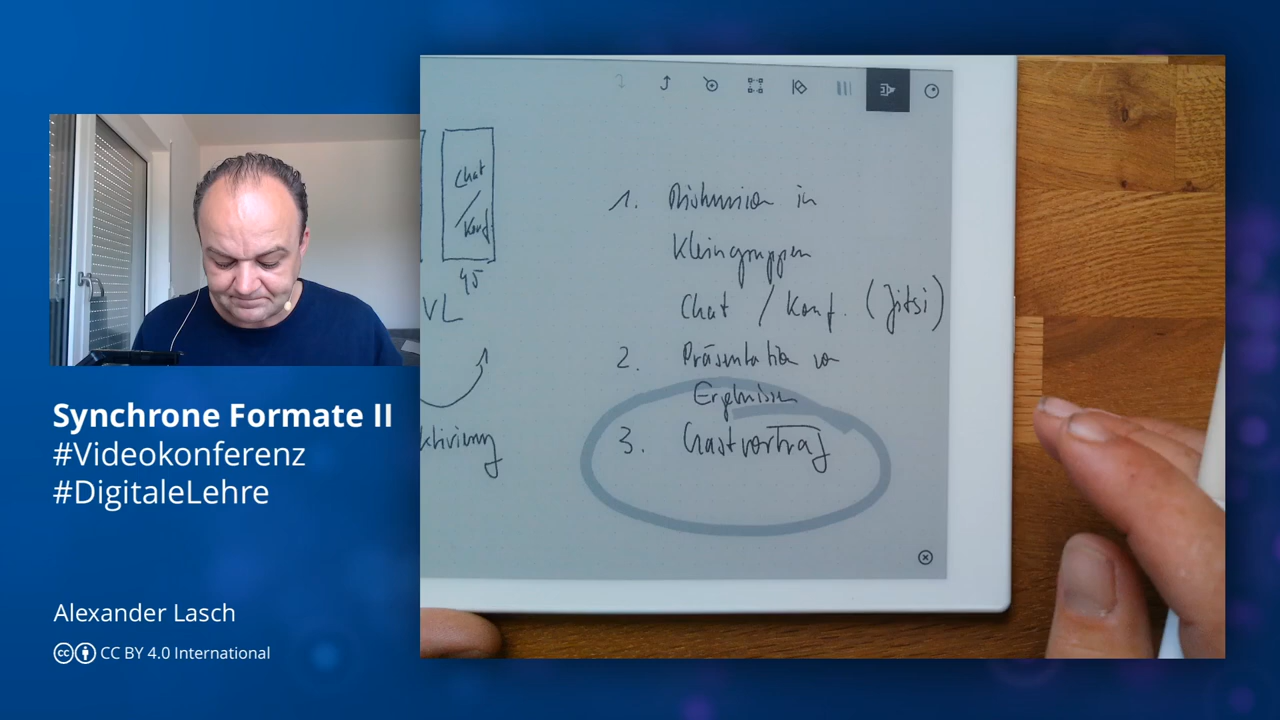 Synchrone Formate II
#Videokonferenz
#DigitaleLehre
Alexander Lasch
CC BY 4.0 International
Chat
/
Konf.
45
VL
ktivierung
1. Diskussion in
Kleingruppen
Chat / Konf. (Jitsi)
2. Präsentation von
Ergebnissen
3. Gastvortrag